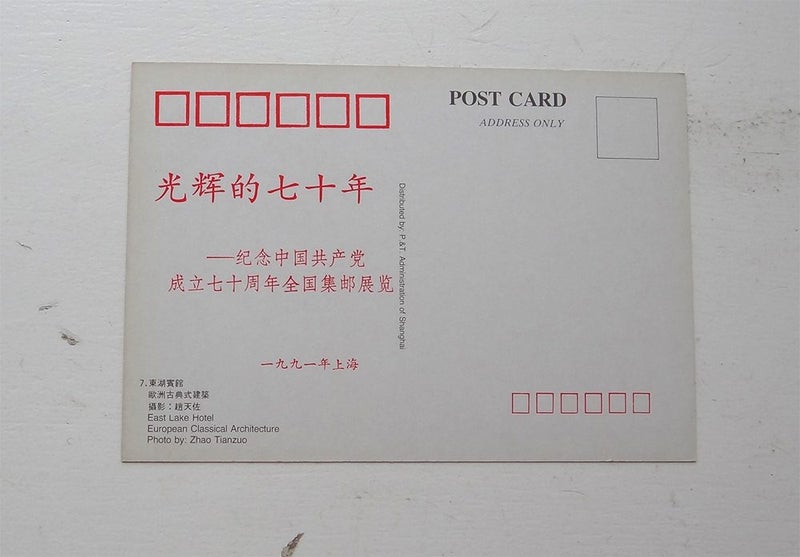 POST CARD
ADDRESS ONLY
光辉的七十年
——纪念中国共产党
成立七十周年全国集邮展览
一九九一年上海
Distributed by: P.&T. Administration of Shanghai
7、東湖賓館
歐洲古典式建築
攝影：趙天佐
East Lake Hotel
European Classical Architecture
Photo by: Zhao Tianzuo